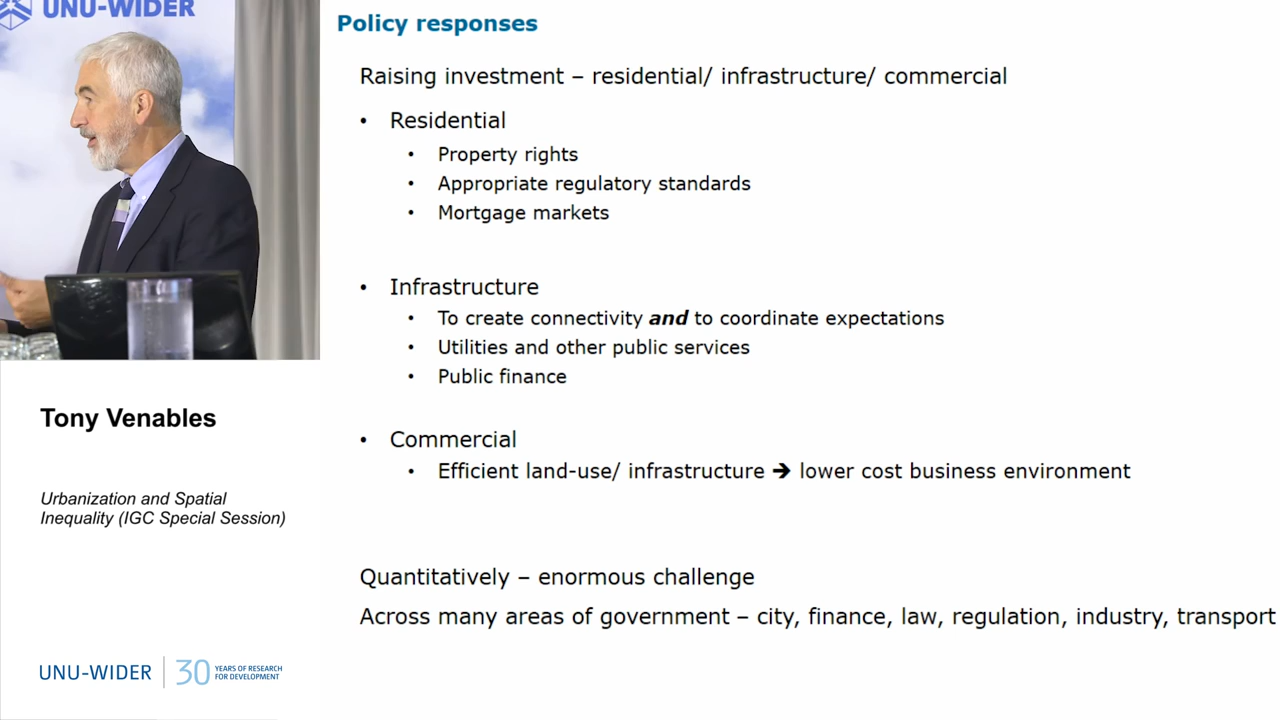 UNU-WIDER
Policy responses
Raising investment – residential/ infrastructure/ commercial
• Residential
• Property rights
• Appropriate regulatory standards
• Mortgage markets
• Infrastructure
• To create connectivity and to coordinate expectations
• Utilities and other public services
• Public finance
• Commercial
• Efficient land-use/ infrastructure ➔ lower cost business environment
Quantitatively – enormous challenge
Across many areas of government – city, finance, law, regulation, industry, transport
Tony Venables
Urbanization and Spatial
Inequality (IGC Special Session)
UNU-WIDER
30 YEARS OF RESEARCH
FOR DEVELOPMENT